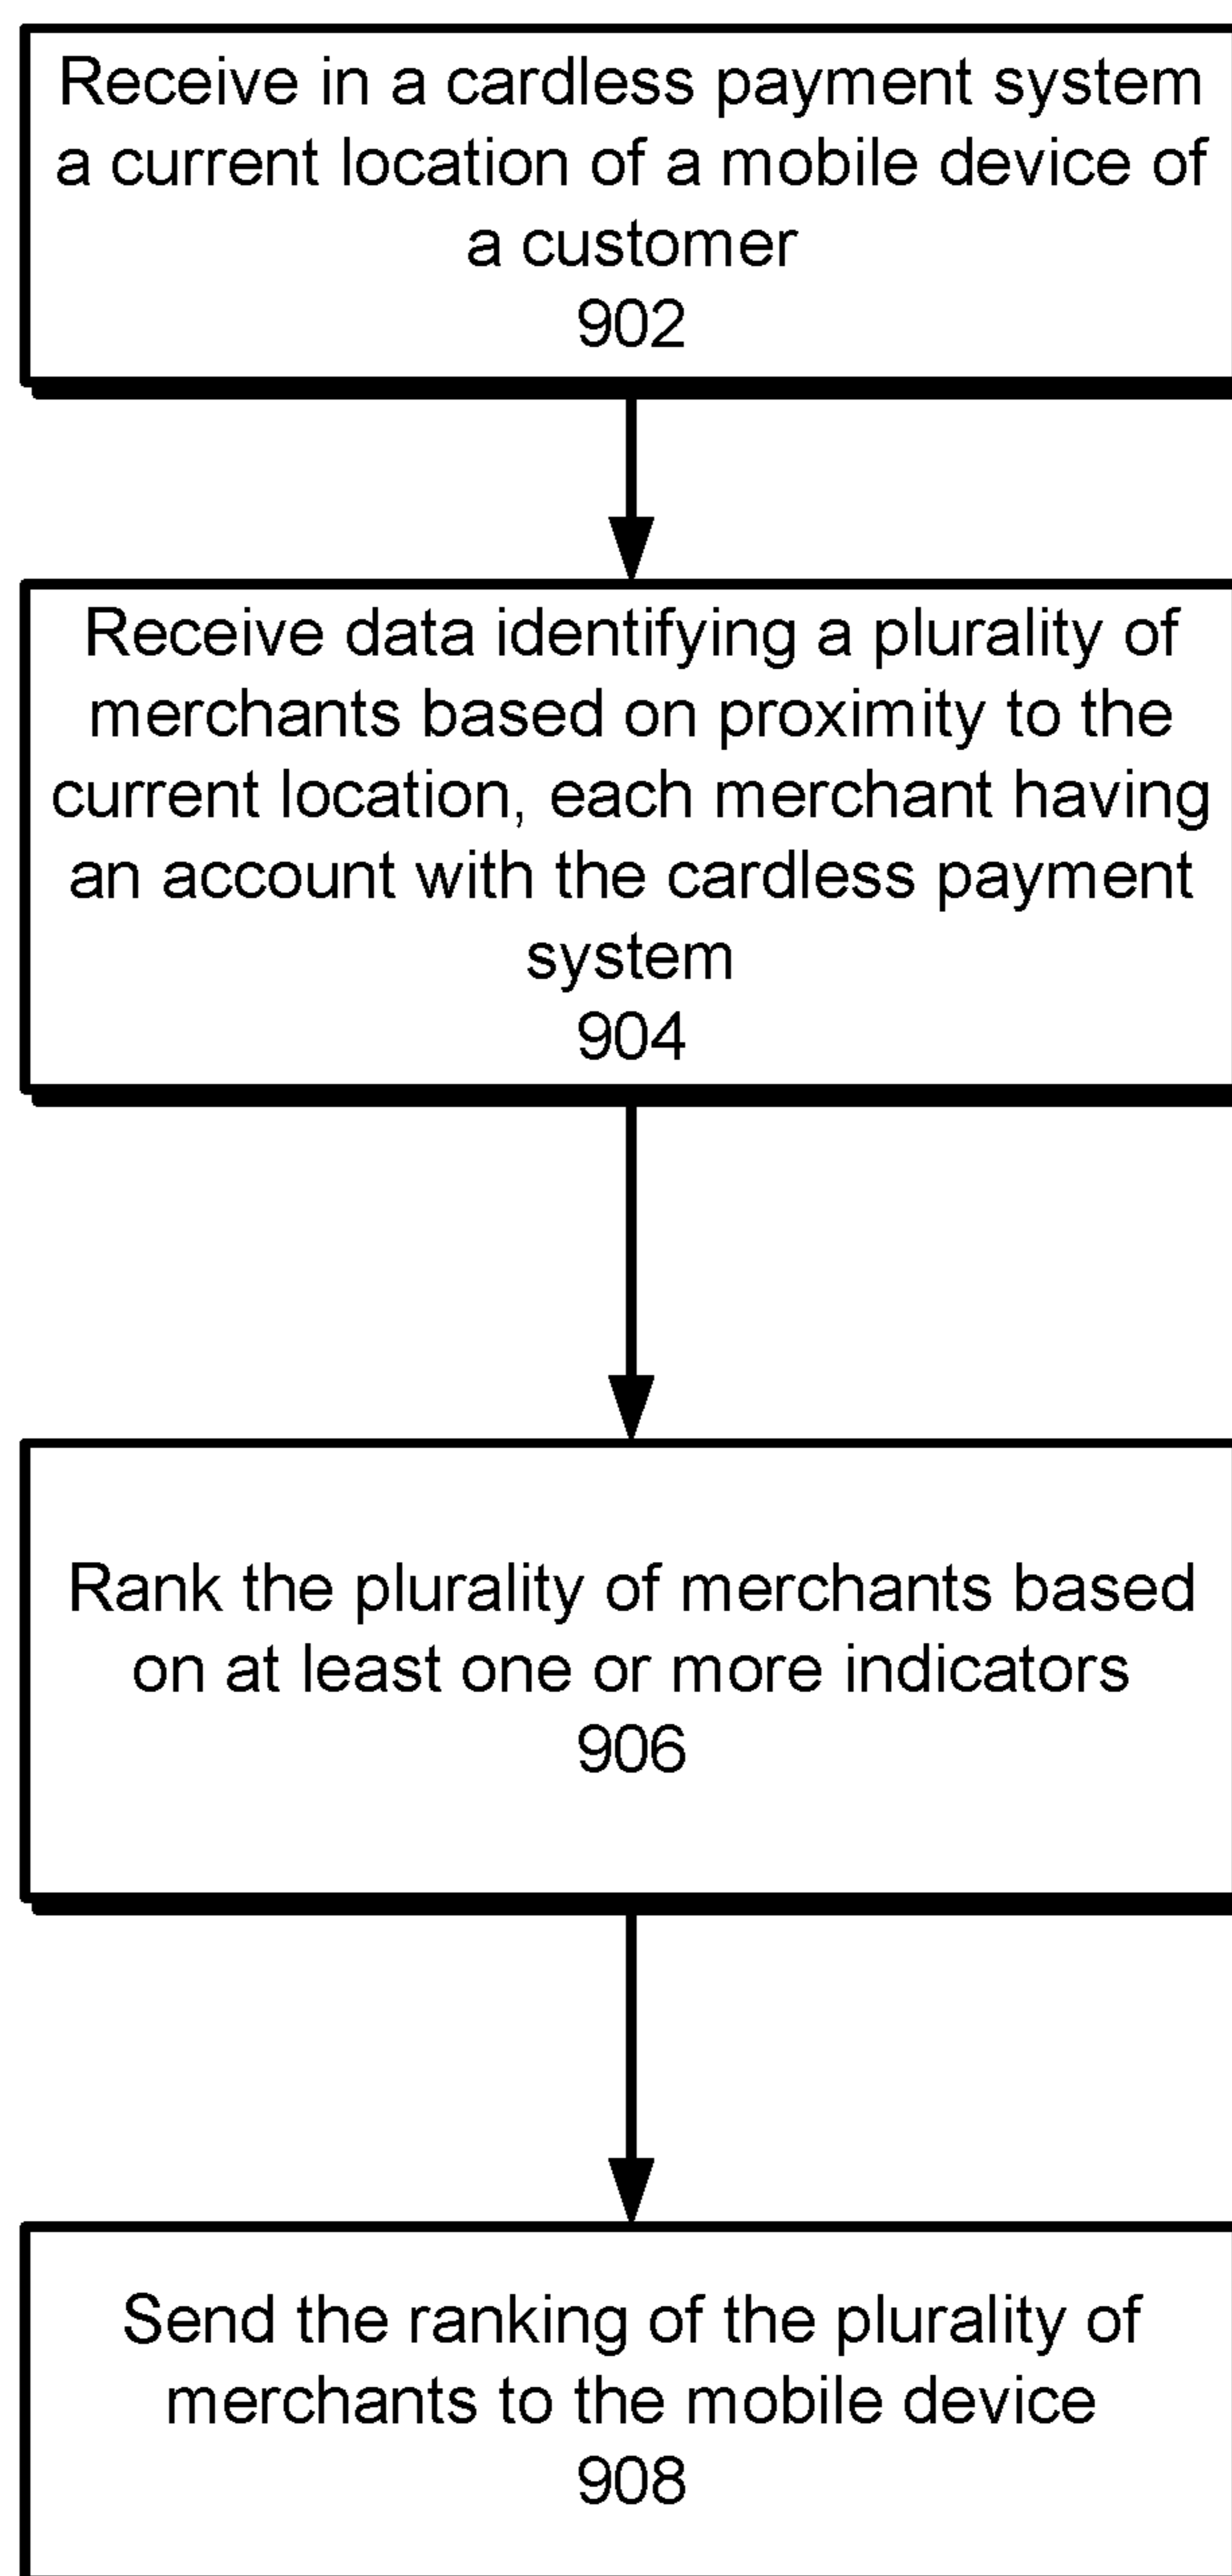 Receive in a cardless payment system
a current location of a mobile device of
a customer
902
Receive data identifying a plurality of
merchants based on proximity to the
current location, each merchant having
an account with the cardless payment
system
904
Rank the plurality of merchants based
on at least one or more indicators
906
Send the ranking of the plurality of
merchants to the mobile device
908